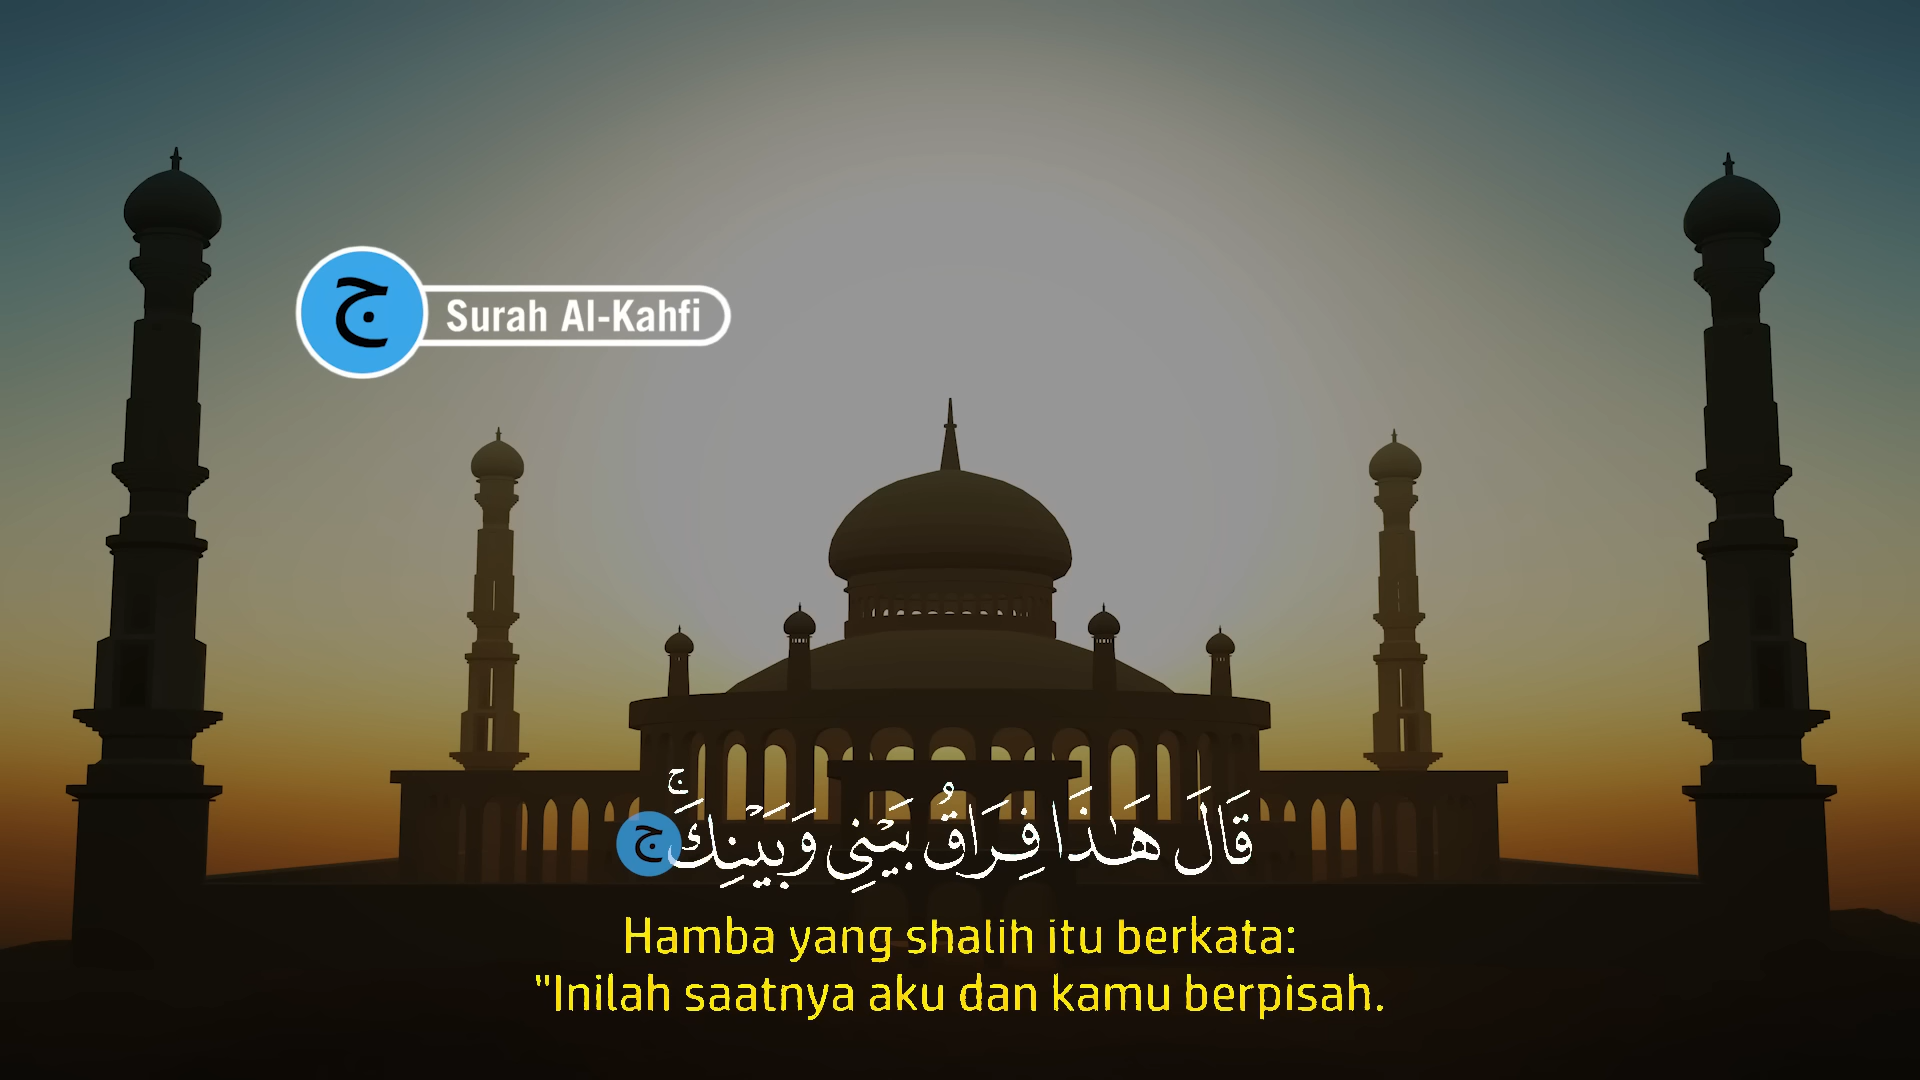 ج
Surah Al-Kahfi
قَالَ هَـٰذَا فِرَاقُ بَيْنِى وَبَيْنِكَ ۚ ج
Hamba yang shalih itu berkata:
"Inilah saatnya aku dan kamu berpisah.